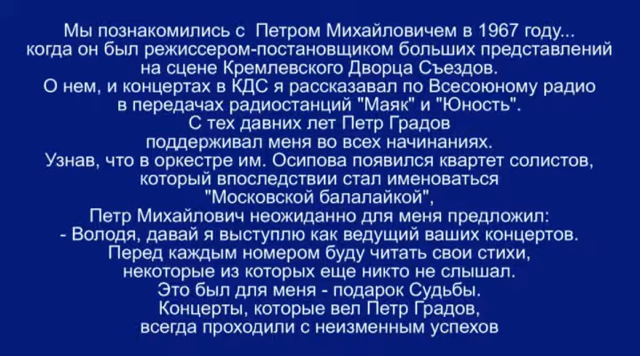 Мы познакомились с  Петром Михайловичем в 1967 году...
когда он был режиссером-постановщиком больших представлений
на сцене Кремлевского Дворца Съездов.
О нем, и концертах в КДС я рассказывал по Всесоюзному радио
в передачах радиостанций "Маяк" и "Юность".
С тех давних лет Петр Градов
поддерживал меня во всех начинаниях.
Узнав, что в оркестре им. Осипова появился квартет солистов,
который впоследствии стал именоваться
"Московской балалайкой",
Петр Михайлович неожиданно для меня предложил:
- Володя, давай я выступлю как ведущий ваших концертов.
Перед каждым номером буду читать свои стихи,
некоторые из которых еще никто не слышал.
Это был для меня - подарок Судьбы.
Концерты, которые вел Петр Градов,
всегда проходили с неизменным успехов